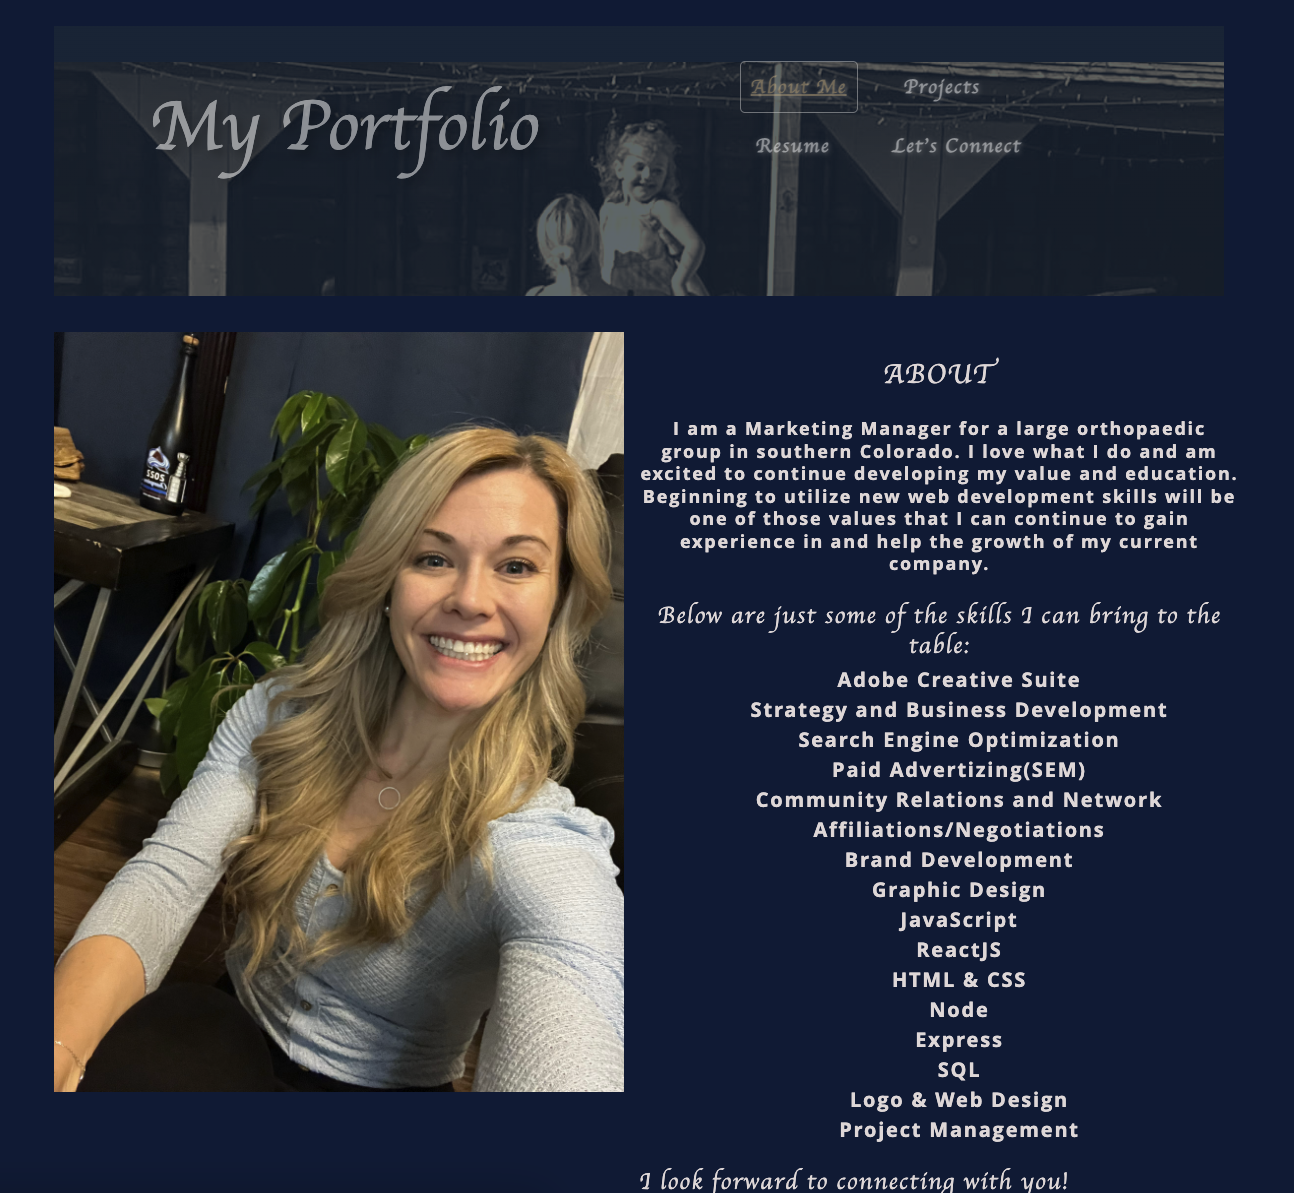 My Portfolio
About Me
Projects
Resume
Let's Connect
ABOUT
I am a Marketing Manager for a large orthopaedic
group in southern Colorado. I love what I do and am
excited to continue developing my value and education.
Beginning to utilize new web development skills will be
one of those values that I can continue to gain
experience in and help the growth of my current
company.
Below are just some of the skills I can bring to the
table:
Adobe Creative Suite
Strategy and Business Development
Search Engine Optimization
Paid Advertizing(SEM)
Community Relations and Network
Affiliations/Negotiations
Brand Development
Graphic Design
JavaScript
ReactJS
HTML & CSS
Node
Express
SQL
Logo & Web Design
Project Management
I look forward to connecting with you!